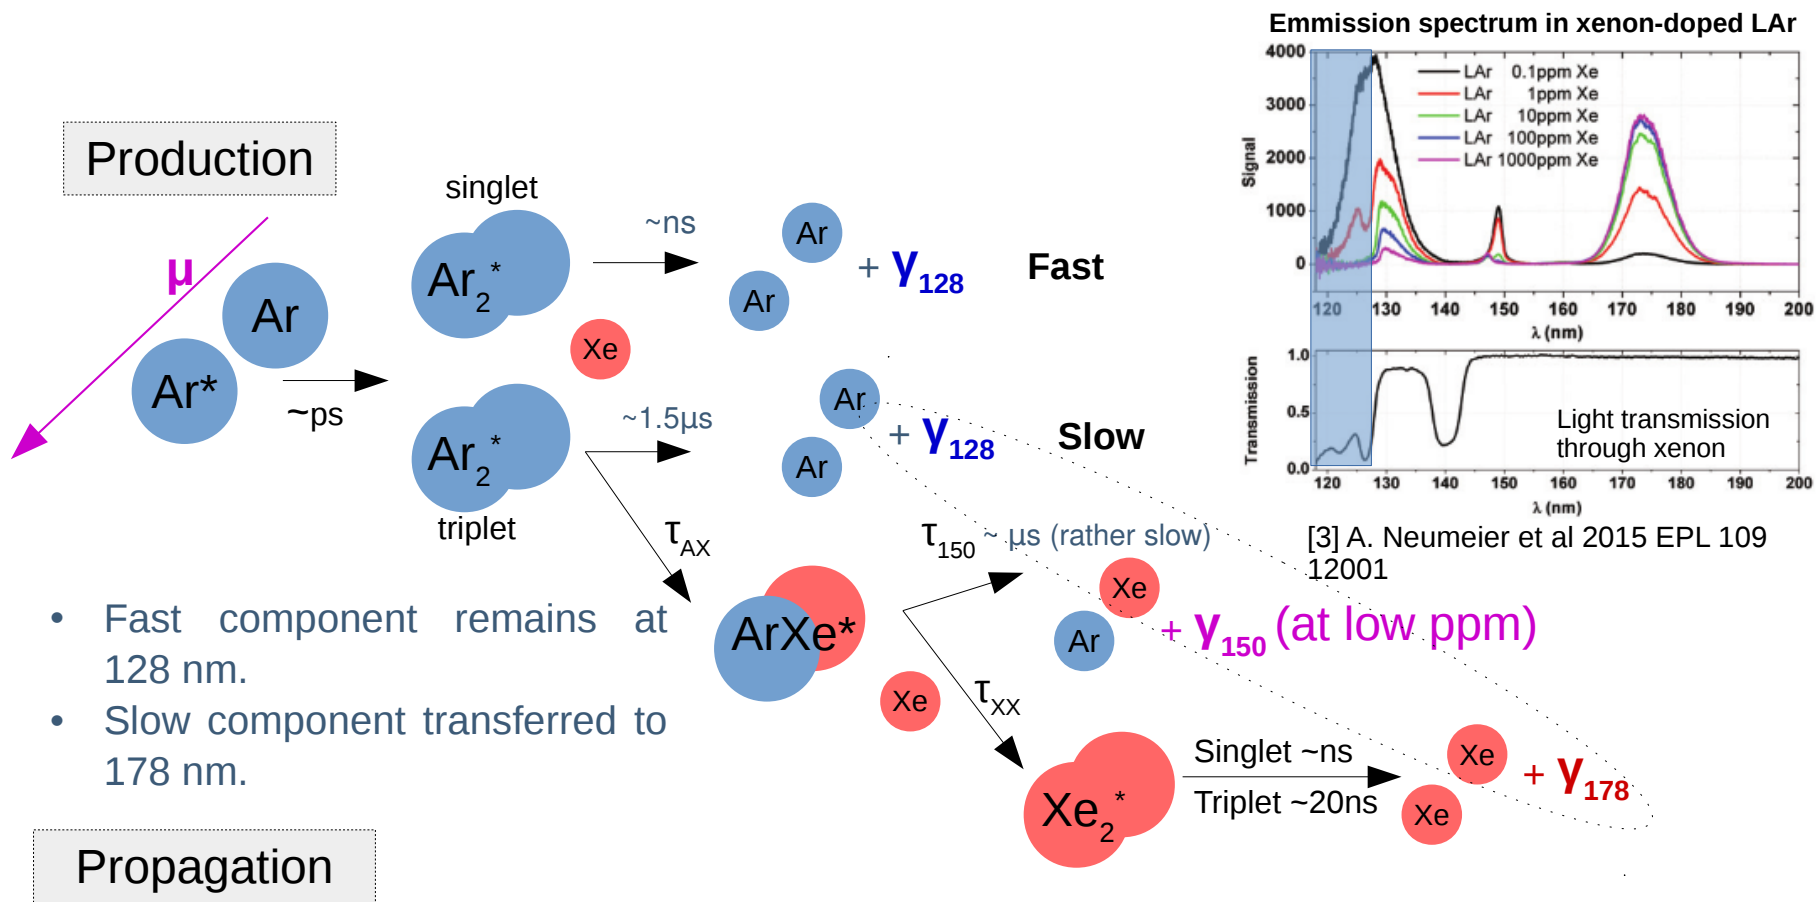 Emmission spectrum in xenon-doped LAr
4000
3000
2000
1000
0
Signal
LAr 0.1ppm Xe
LAr 1ppm Xe
LAr 10ppm Xe
LAr 100ppm Xe
LAr 1000ppm Xe
120 130 140 150 160 170 180 190 200
λ (nm)
1.0
0.5
0.0
Transmission
Light transmission
through xenon
120 130 140 150 160 170 180 190 200
λ (nm)
[3] A. Neumeier et al 2015 EPL 109
12001
Production
μ
Ar
Ar*
~ps
singlet
Ar2*
~ns
Ar
Ar
+ γ128
Fast
Xe
Ar2*
triplet
~1.5μs
Ar
Ar
+ γ128
Slow
τAX
ArXe*
τ150 ~ μs (rather slow)
Xe
Ar
+ γ150 (at low ppm)
Xe
τXX
Xe2*
Singlet ~ns
Triplet ~20ns
Xe
Xe
+ γ178
• Fast component remains at
128 nm.
• Slow component transferred to
178 nm.
Propagation